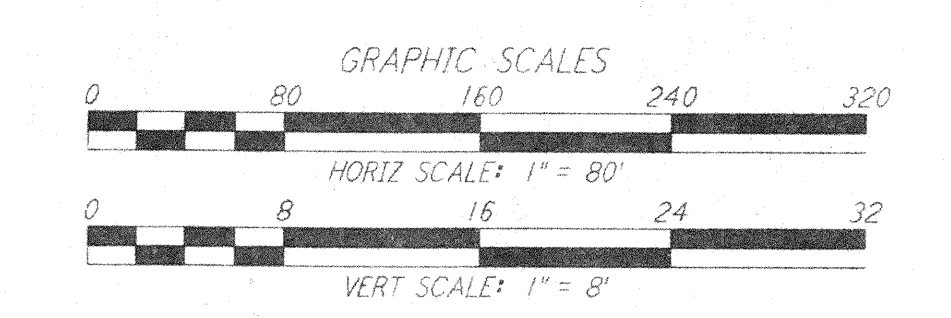 GRAPHIC SCALES
0 80 160 240 320
HORIZ SCALE: 1" = 80'
0 8 16 24 32
VERT SCALE: 1" = 8'